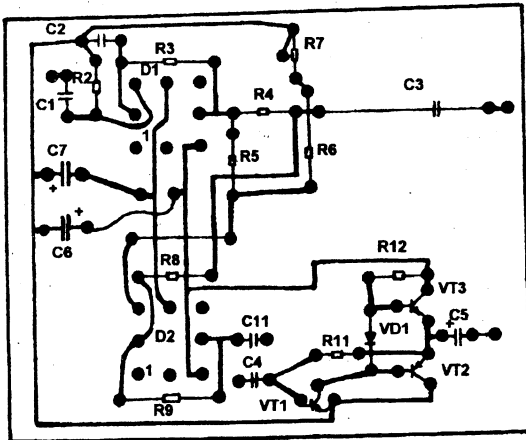 C2
R3
R7
D1
R2
R4
C3
C1
1
C7
R5
R6
+
+
C6
R8
R12
VT3
C11
VD1
+
C5
D2
R11
C4
1
VT2
R9
VT1